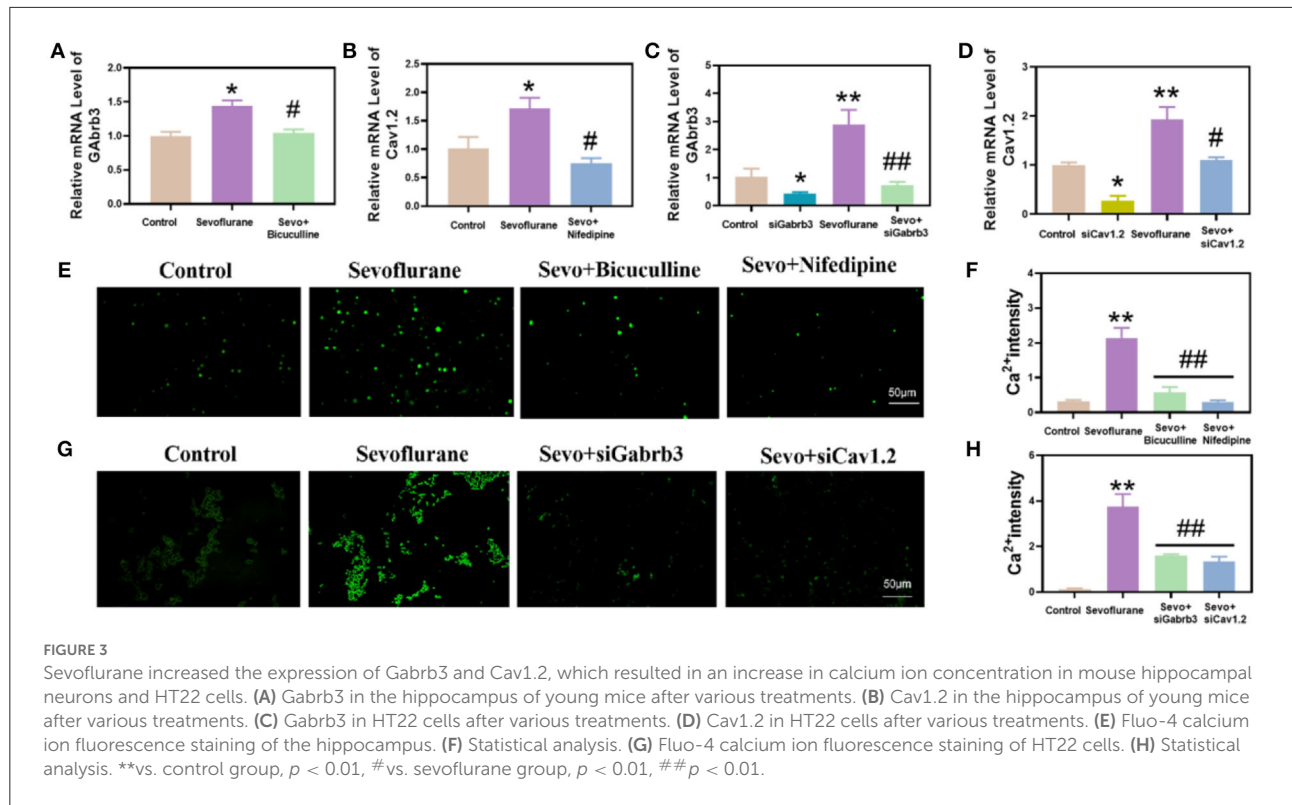 A
Relative mRNA Level of
GAbrb3
2.0
1.5
1.0
0.5
0.0
*
#
Control
Sevoflurane
Sevo+
Bicuculline
B
Relative mRNA Level of
Cav1.2
2.5
2.0
1.5
1.0
0.5
0.0
*
#
Control
Sevoflurane
Sevo+
Nifedipine
C
Relative mRNA Level of
GAbrb3
5
4
3
2
1
0
*
**
##
Control
siGabrb3
Sevoflurane
Sevo+
siGabrb3
D
Relative mRNA Level of
Cav1.2
3
2
1
0
*
**
#
Control
siCav1.2
Sevoflurane
Sevo+
siCav1.2
E
Control
Sevoflurane
Sevo+Bicuculline
Sevo+Nifedipine
50μm
F
Ca2+intensity
4
3
2
1
0
**
##
Control
Sevoflurane
Sevo+
Bicuculline
Sevo+
Nifedipine
G
Control
Sevoflurane
Sevo+siGabrb3
Sevo+siCav1.2
50μm
H
Ca2+intensity
6
4
2
0
**
##
Control
Sevoflurane
Sevo+
siGabrb3
Sevo+
siCav1.2
FIGURE 3
Sevoflurane increased the expression of Gabrb3 and Cav1.2, which resulted in an increase in calcium ion concentration in mouse hippocampal
neurons and HT22 cells. (A) Gabrb3 in the hippocampus of young mice after various treatments. (B) Cav1.2 in the hippocampus of young mice
after various treatments. (C) Gabrb3 in HT22 cells after various treatments. (D) Cav1.2 in HT22 cells after various treatments. (E) Fluo-4 calcium
ion fluorescence staining of the hippocampus. (F) Statistical analysis. (G) Fluo-4 calcium ion fluorescence staining of HT22 cells. (H) Statistical
analysis. **vs. control group, p < 0.01, #vs. sevoflurane group, p < 0.01, ##p < 0.01.